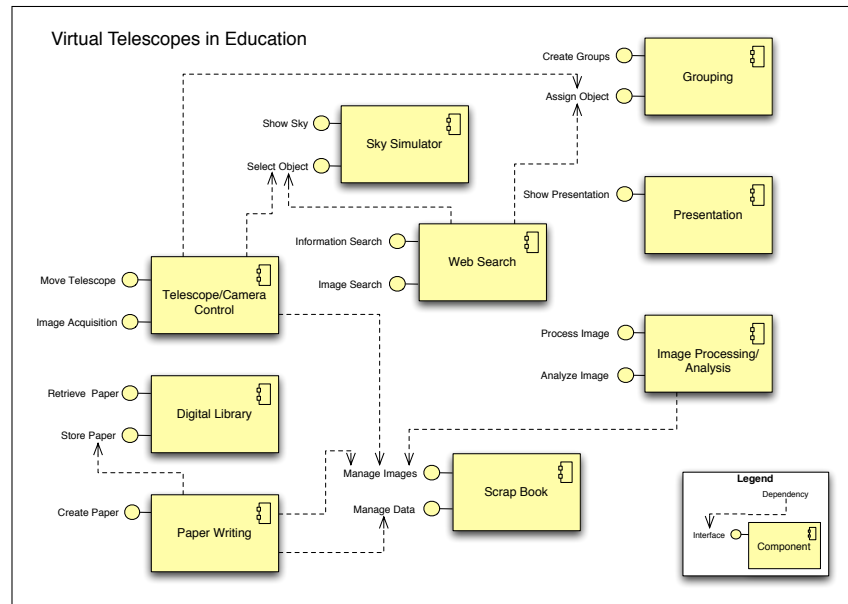 Virtual Telescopes in Education
Create Groups
Grouping
Assign Object
Show Sky
Sky Simulator
Select Object
Show Presentation
Presentation
Information Search
Web Search
Image Search
Move Telescope
Telescope/Camera
Control
Image Acquisition
Process Image
Image Processing/
Analysis
Analyze Image
Retrieve Paper
Digital Library
Store Paper
Manage Images
Scrap Book
Manage Data
Create Paper
Paper Writing
Legend
Dependency
Interface
Component